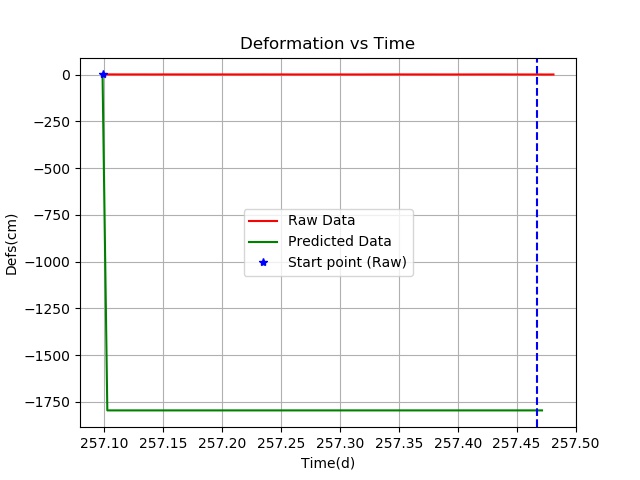 Deformation vs Time
Defs(cm)
0
−250
−500
−750
−1000
−1250
−1500
−1750
Raw Data
Predicted Data
Start point (Raw)
257.10 257.15 257.20 257.25 257.30 257.35 257.40 257.45 257.50
Time(d)